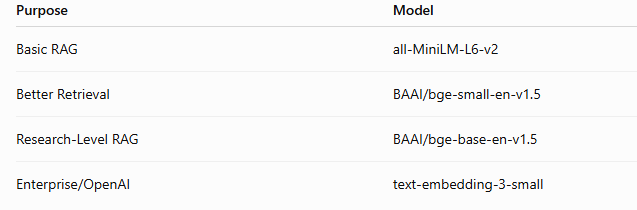 Purpose Model
Basic RAG all-MiniLM-L6-v2
Better Retrieval BAAI/bge-small-en-v1.5
Research-Level RAG BAAI/bge-base-en-v1.5
Enterprise/OpenAI text-embedding-3-small